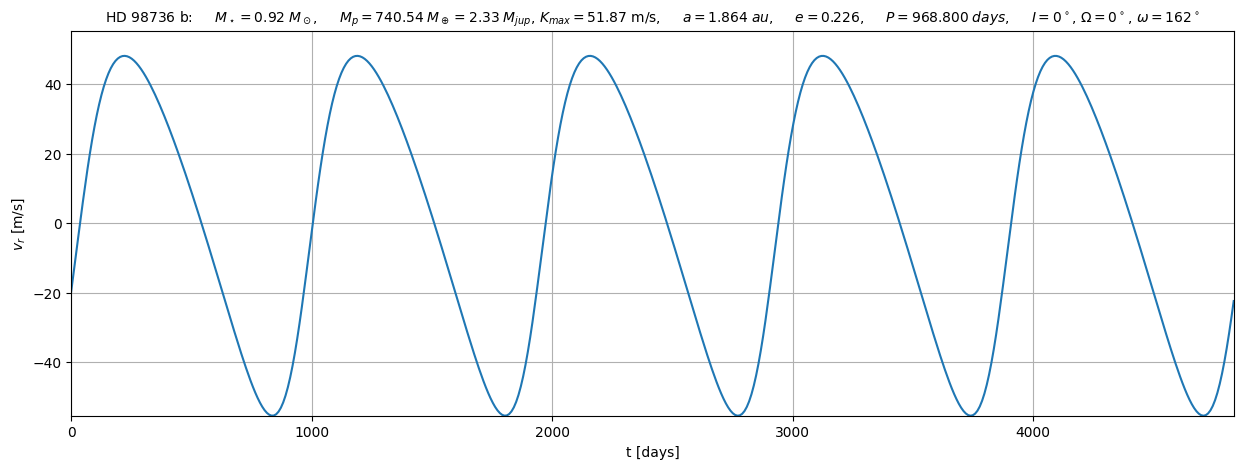 HD 98736 b: M⋆ = 0.92 M⊙, Mp = 740.54 M⊕ = 2.33 Mjup, Kmax = 51.87 m/s, a = 1.864 au, e = 0.226, P = 968.800 days, I = 0°, Ω = 0°, ω = 162°
40
20
0
−20
−40
vr [m/s]
0 1000 2000 3000 4000
t [days]